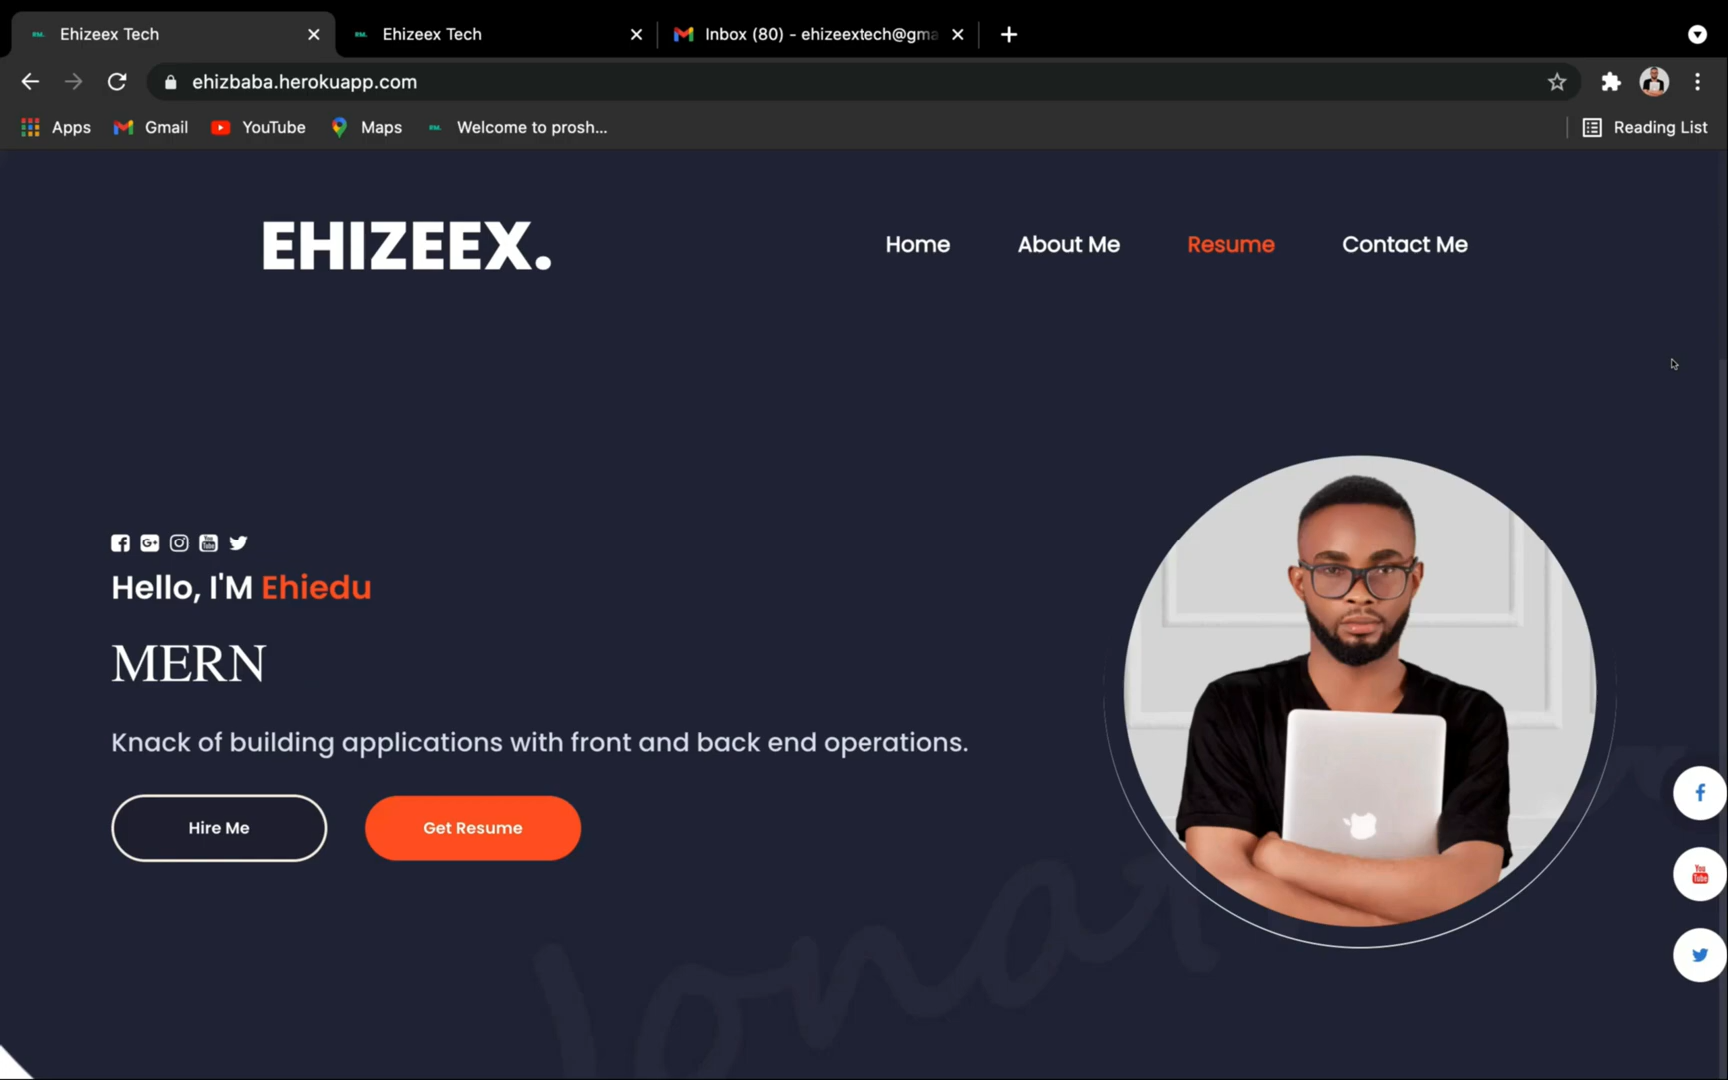 Ehizeex Tech
Ehizeex Tech
Inbox (80) - ehizeextech@gma
ehizbaba.herokuapp.com
Apps
Gmail
YouTube
Maps
Welcome to prosh...
Reading List
EHIZEEX.
Home
About Me
Resume
Contact Me
Hello, I'M Ehiedu
MERN
Knack of building applications with front and back end operations.
Hire Me
Get Resume